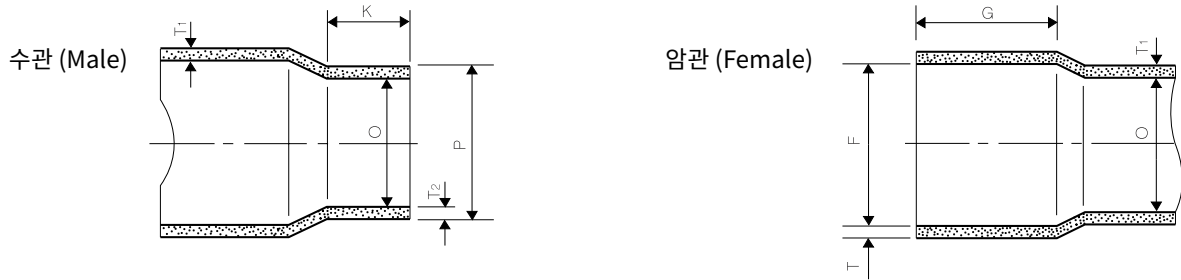 수관 (Male)
T1
K
O
P
T2
암관 (Female)
G
T1
F
O
T